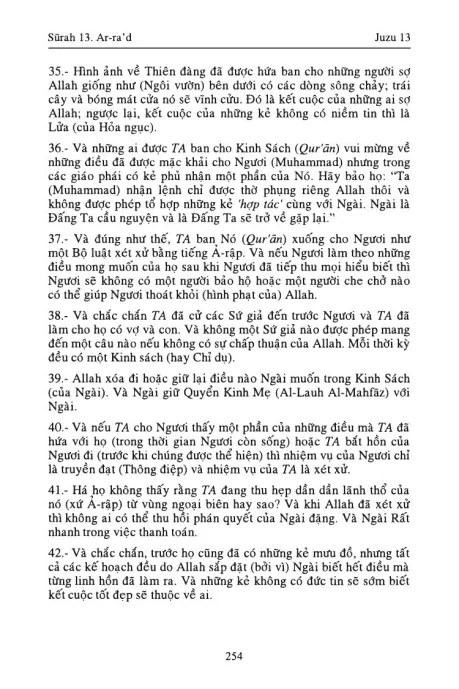 Sūrah 13. Ar-ra’d Juzu 13
35.- Hình ảnh về Thiên đàng đã được hứa ban cho những người sợ
Allah giống như (Ngôi vườn) bên dưới có các dòng sông chảy; trái
cây và bóng mát cửa nó sẽ vĩnh cửu. Đó là kết cuộc của những ai sợ
Allah; ngược lại, kết cuộc của những kẻ không có niềm tin thì là
Lửa (của Hỏa ngục).
36.- Và những ai được TA ban cho Kinh Sách (Qur'ān) vui mừng về
những điều đã được mặc khải cho Ngươi (Muhammad) nhưng trong
các giáo phái có kẻ phủ nhận một phần của Nó. Hãy bảo họ: “Ta
(Muhammad) nhận lệnh chỉ được thờ phụng riêng Allah thôi và
không được phép tổ hợp những kẻ 'hợp tác' cùng với Ngài. Ngài là
Đấng Ta cầu nguyện và là Đấng Ta sẽ trở về gặp lại.”
37.- Và đúng như thế, TA ban Nó (Qur'ān) xuống cho Ngươi như
một Bộ luật xét xử bằng tiếng Ả-rập. Và nếu Ngươi làm theo những
điều mong muốn của họ sau khi Ngươi đã tiếp thu mọi hiểu biết thì
Ngươi sẽ không có một người bảo hộ hoặc một người che chở nào
có thể giúp Ngươi thoát khỏi (hình phạt của) Allah.
38.- Và chắc chắn TA đã cử các Sứ giả đến trước Ngươi và TA đã
làm cho họ có vợ và con. Và không một Sứ giả nào được phép mang
đến một câu nào nếu không có sự chấp thuận của Allah. Mỗi thời kỳ
đều có một Kinh sách (hay Chỉ dụ).
39.- Allah xóa đi hoặc giữ lại điều nào Ngài muốn trong Kinh Sách
(của Ngài). Và Ngài giữ Quyển Kinh Mẹ (Al-Lauh Al-Mahfāz) với
Ngài.
40.- Và nếu TA cho Ngươi thấy một phần của những điều mà TA đã
hứa với họ (trong thời gian Ngươi còn sống) hoặc TA bắt hồn của
Ngươi đi (trước khi chúng được thể hiện) thì nhiệm vụ của Ngươi chỉ
là truyền đạt (Thông điệp) và nhiệm vụ của TA là xét xử.
41.- Há họ không thấy rằng TA đang thu hẹp dần dần lãnh thổ của
nó (xứ Ả-rập) từ vùng ngoại biên hay sao? Và khi Allah đã xét xử
thì không ai có thể thu hồi phán quyết của Ngài đặng. Và Ngài Rất
nhanh trong việc thanh toán.
42.- Và chắc chắn, trước họ cũng đã có những kẻ mưu đồ, nhưng tất
cả các kế hoạch đều do Allah sắp đặt (bởi vì) Ngài biết hết điều mà
từng linh hồn đã làm ra. Và những kẻ không có đức tin sẽ sớm biết
kết cuộc tốt đẹp sẽ thuộc về ai.
254